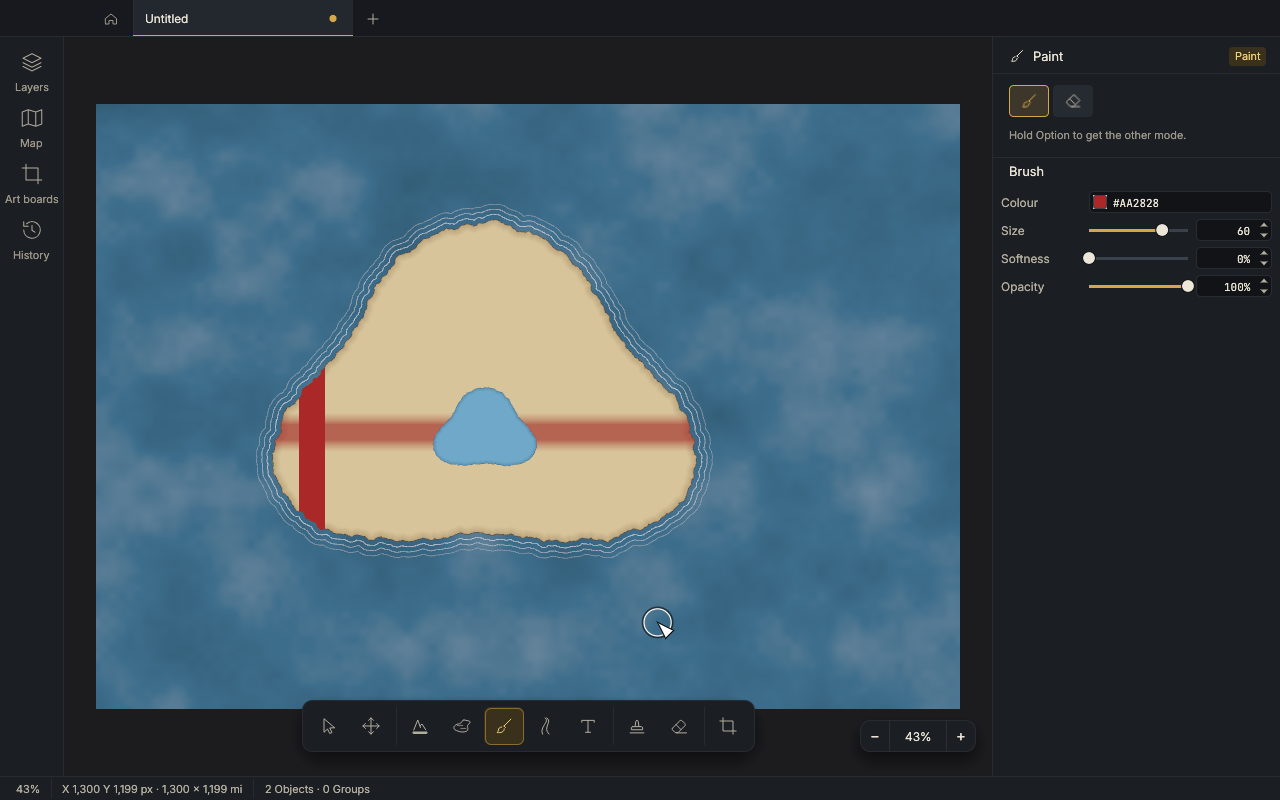 Untitled
Layers
Map
Art boards
History
Paint
Paint
Hold Option to get the other mode.
Brush
Colour
#AA2828
Size
60
Softness
0%
Opacity
100%
43%
43%
X 1,300 Y 1,199 px · 1,300 × 1,199 mi
2 Objects · 0 Groups